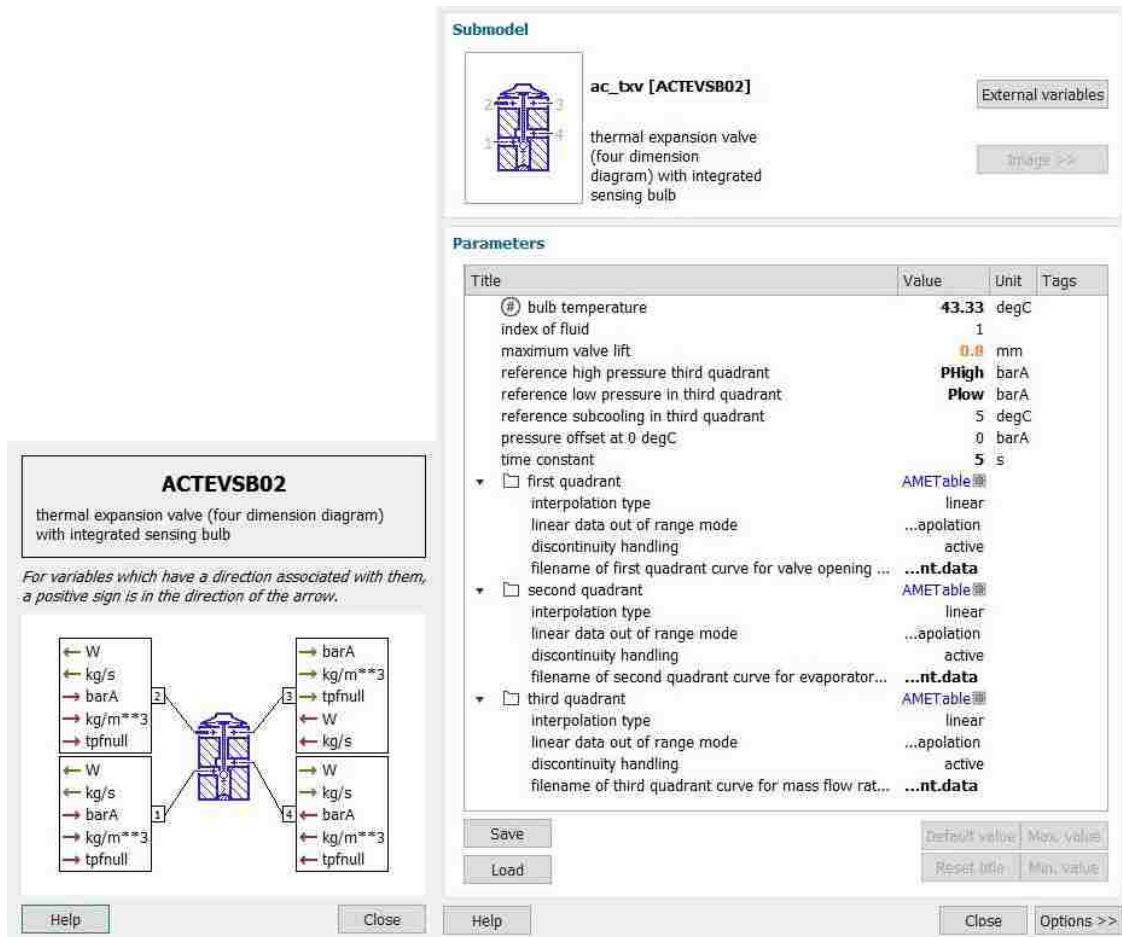 Submodel
ac_txv [ACTEVSB02]
thermal expansion valve
(four dimension
diagram) with integrated
sensing bulb
2
3
1
4
External variables
Image >>
Parameters
Title Value Unit Tags
# bulb temperature 43.33 degC
index of fluid 1
maximum valve lift 0.8 mm
reference high pressure third quadrant PHigh barA
reference low pressure in third quadrant Plow barA
reference subcooling in third quadrant 5 degC
pressure offset at 0 degC 0 barA
time constant 5 s
first quadrant AMETable
interpolation type linear
linear data out of range mode ...apolation
discontinuity handling active
filename of first quadrant curve for valve opening ... ...nt.data
second quadrant AMETable
interpolation type linear
linear data out of range mode ...apolation
discontinuity handling active
filename of second quadrant curve for evaporator... ...nt.data
third quadrant AMETable
interpolation type linear
linear data out of range mode ...apolation
discontinuity handling active
filename of third quadrant curve for mass flow rat... ...nt.data
Save
Load
Default value Max. value
Reset title Min. value
Help
Close
Options >>
ACTEVSB02
thermal expansion valve (four dimension diagram)
with integrated sensing bulb
For variables which have a direction associated with them,
a positive sign is in the direction of the arrow.
← W
← kg/s
→ barA
→ kg/m**3
→ tpfnull
2
→ barA
→ kg/m**3
→ tpfnull
← W
← kg/s
3
← W
← kg/s
→ barA
→ kg/m**3
→ tpfnull
1
→ W
→ kg/s
← barA
← kg/m**3
← tpfnull
4
Help
Close